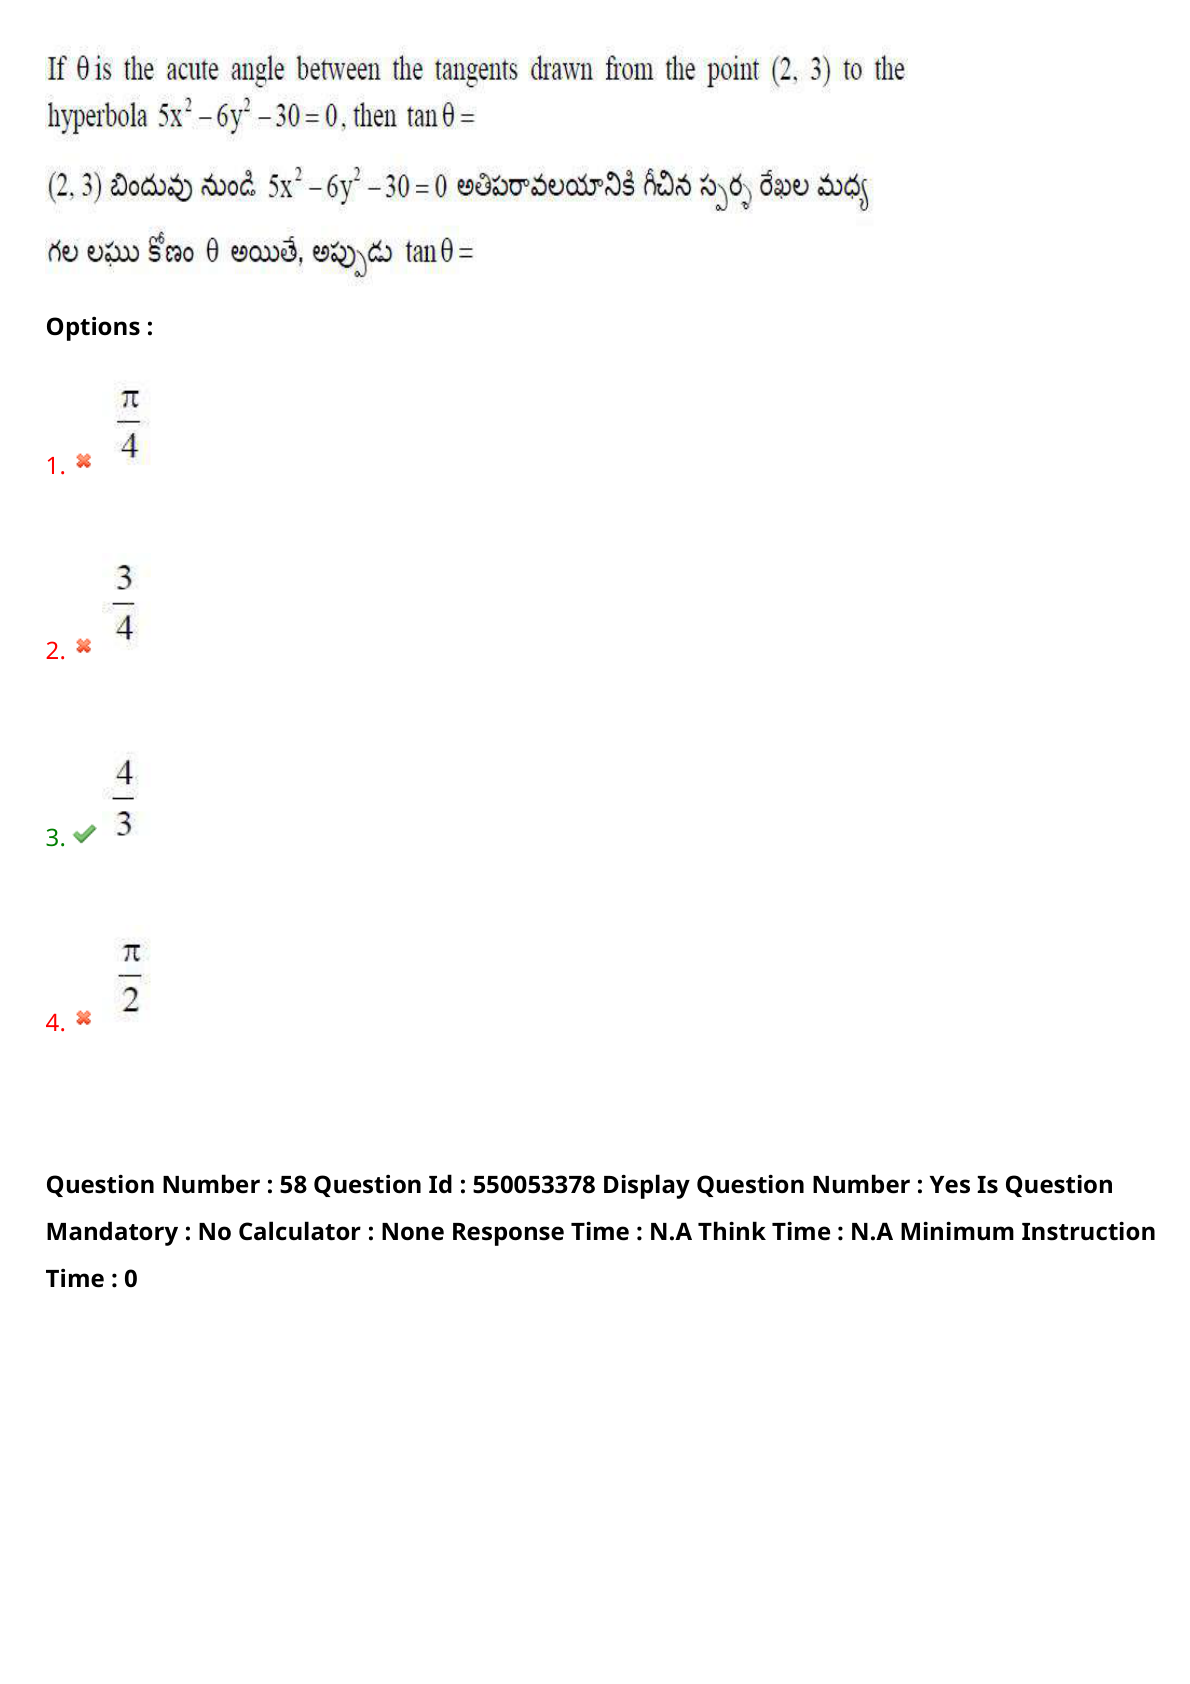 If θ is the acute angle between the tangents drawn from the point (2, 3) to the
hyperbola 5x² – 6y² – 30 = 0, then tan θ =
(2, 3) బిందువు నుండి 5x² – 6y² – 30 = 0 అతిపరావలయానికి గీచిన స్పర్శ రేఖల మధ్య
గల లఘు కోణం θ అయితే, అప్పుడు tan θ =
Options :
1. ✖ π/4
2. ✖ 3/4
3. ✔ 4/3
4. ✖ π/2
Question Number : 58 Question Id : 550053378 Display Question Number : Yes Is Question
Mandatory : No Calculator : None Response Time : N.A Think Time : N.A Minimum Instruction
Time : 0